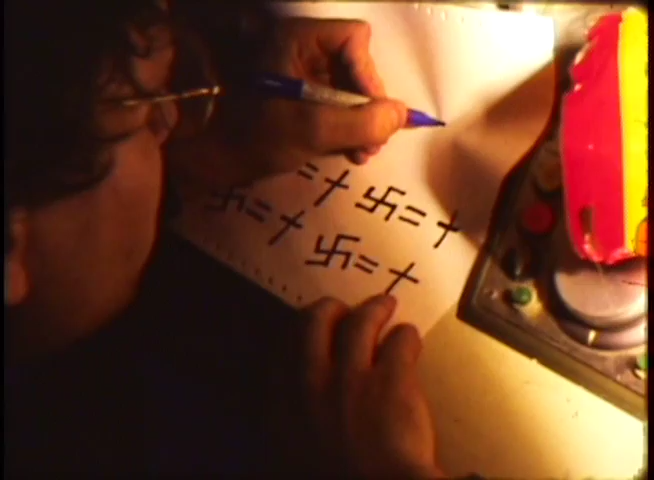 = † 卐 = †
卐 = † 卐 = †